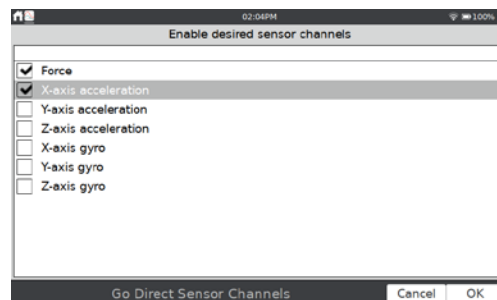 02:04PM 100%
Enable desired sensor channels
Force
X-axis acceleration
Y-axis acceleration
Z-axis acceleration
X-axis gyro
Y-axis gyro
Z-axis gyro
Go Direct Sensor Channels Cancel OK